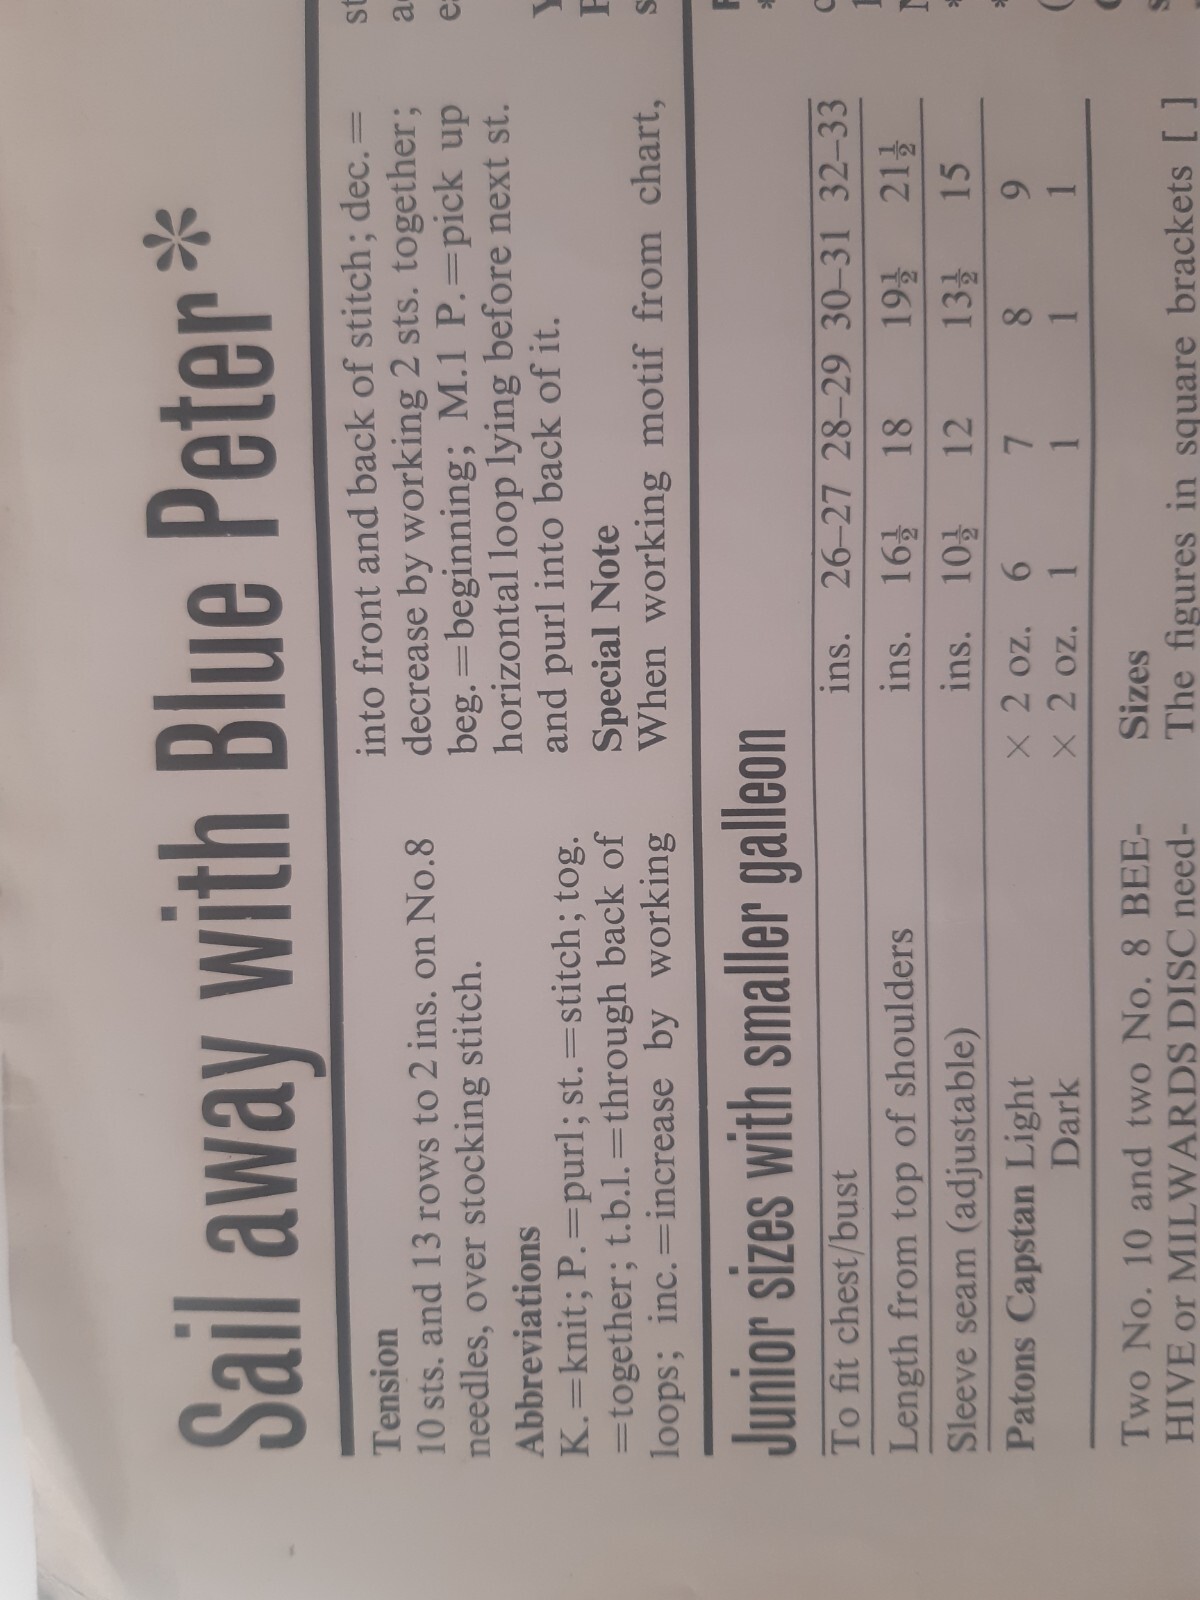 Sail away with Blue Peter*
Tension
10 sts. and 13 rows to 2 ins. on No.8
needles, over stocking stitch.
Abbreviations
K.=knit; P.=purl; st.=stitch; tog.
=together; t.b.l.=through back of
loops; inc.=increase by working
into front and back of stitch; dec.=
decrease by working 2 sts. together;
beg.=beginning; M.1 P.=pick up
horizontal loop lying before next st.
and purl into back of it.
Special Note
When working motif from chart,
Junior sizes with smaller galleon
To fit chest/bust ins. 26–27 28–29 30–31 32–33
Length from top of shoulders ins. 16½ 18 19½ 21½
Sleeve seam (adjustable) ins. 10½ 12 13½ 15
Patons Capstan Light × 2 oz. 6 7 8 9
Dark × 2 oz. 1 1 1 1
Two No. 10 and two No. 8 BEE-
HIVE or MILWARDS DISC need-
Sizes
The figures in square brackets [ ]